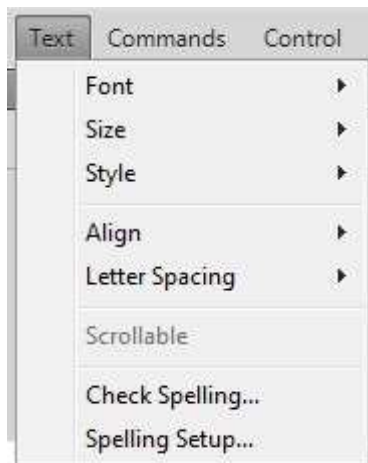 Text Commands Control
Font
Size
Style
Align
Letter Spacing
Scrollable
Check Spelling...
Spelling Setup...